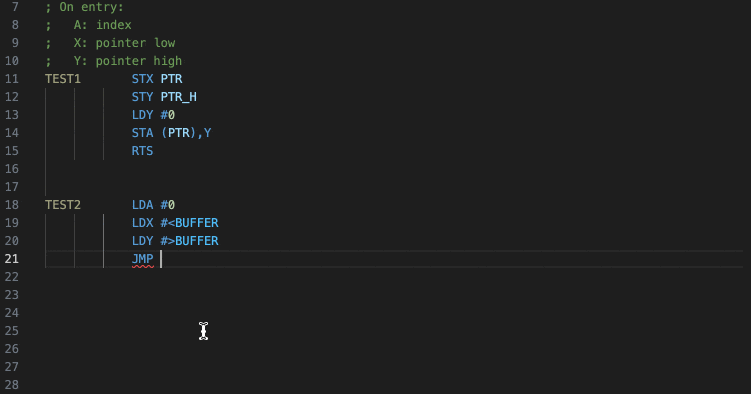 7 ; On entry:
8 ;   A: index
9 ;   X: pointer low
10 ;   Y: pointer high
11 TEST1       STX PTR
12             STY PTR_H
13             LDY #0
14             STA (PTR),Y
15             RTS
16
17
18 TEST2       LDA #0
19             LDX #<BUFFER
20             LDY #>BUFFER
21             JMP
22
23
24
25
26
27
28